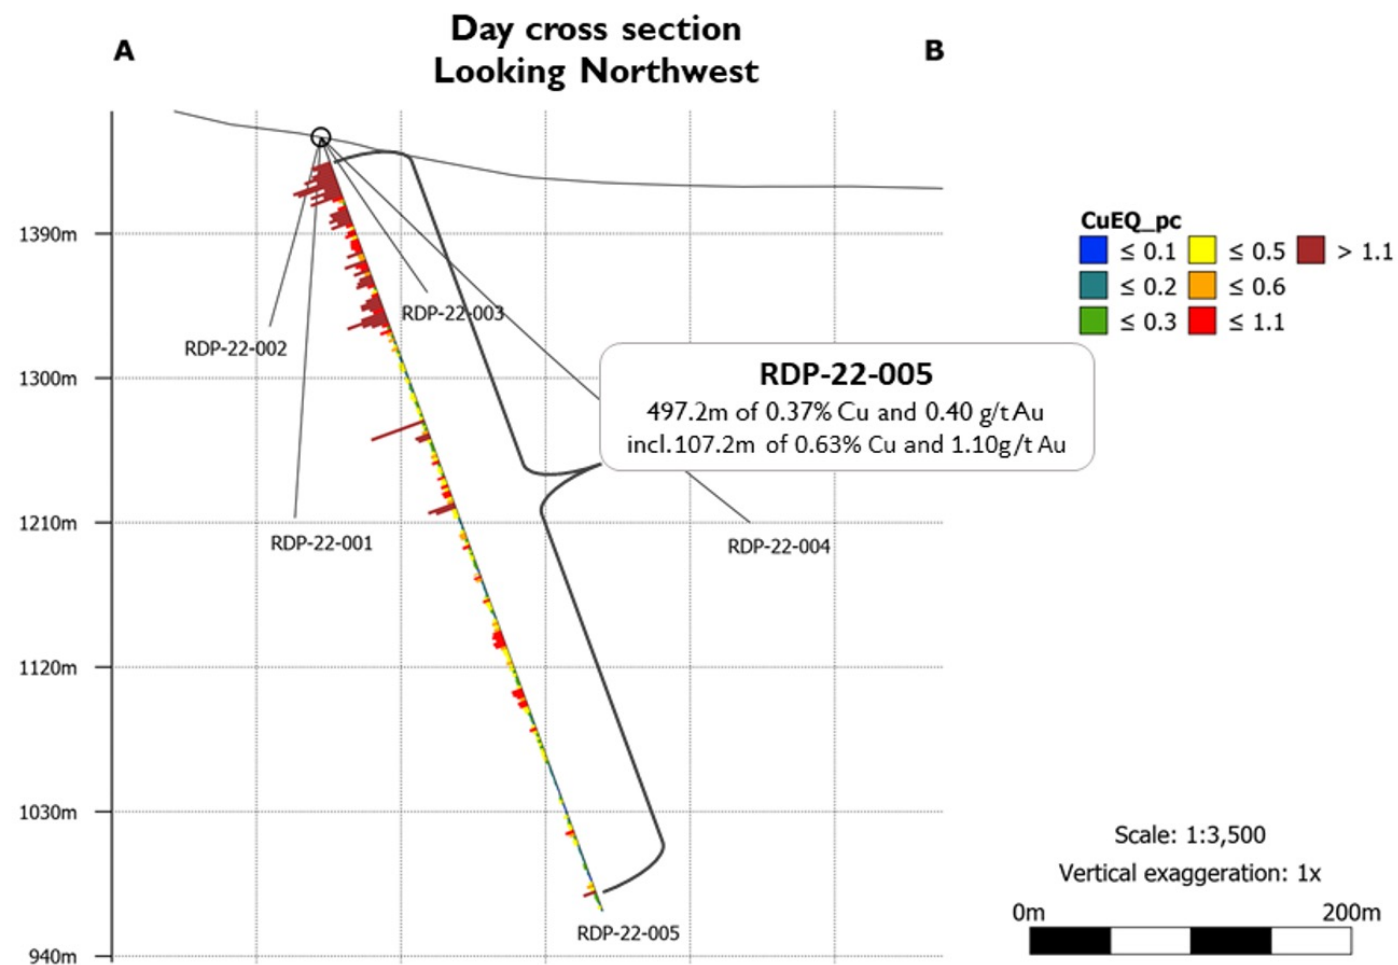 Day cross section
Looking Northwest
A
B
1390m
1300m
1210m
1120m
1030m
940m
RDP-22-002
RDP-22-003
RDP-22-001
RDP-22-004
RDP-22-005
RDP-22-005
497.2m of 0.37% Cu and 0.40 g/t Au
incl.107.2m of 0.63% Cu and 1.10g/t Au
CuEQ_pc
≤ 0.1 ≤ 0.5 > 1.1
≤ 0.2 ≤ 0.6
≤ 0.3 ≤ 1.1
Scale: 1:3,500
Vertical exaggeration: 1x
0m 200m